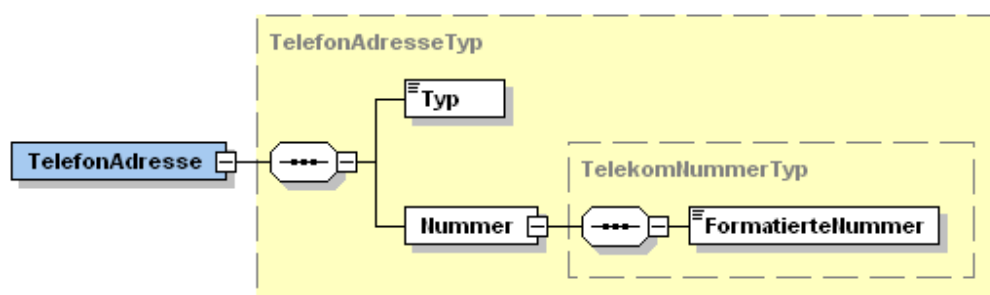 TelefonAdresseTyp
Typ
TelefonAdresse
TelekomNummerTyp
Nummer
FormatierteNummer